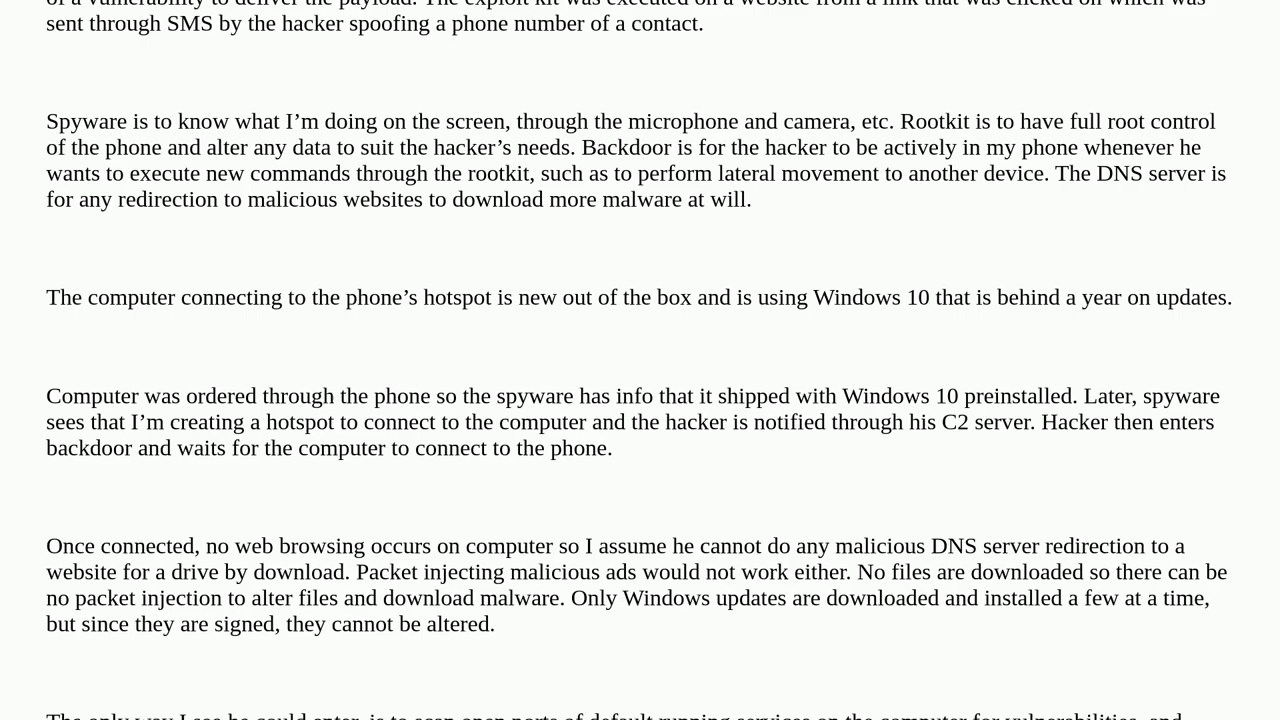 sent through SMS by the hacker spoofing a phone number of a contact.
Spyware is to know what I’m doing on the screen, through the microphone and camera, etc. Rootkit is to have full root control
of the phone and alter any data to suit the hacker’s needs. Backdoor is for the hacker to be actively in my phone whenever he
wants to execute new commands through the rootkit, such as to perform lateral movement to another device. The DNS server is
for any redirection to malicious websites to download more malware at will.
The computer connecting to the phone’s hotspot is new out of the box and is using Windows 10 that is behind a year on updates.
Computer was ordered through the phone so the spyware has info that it shipped with Windows 10 preinstalled. Later, spyware
sees that I’m creating a hotspot to connect to the computer and the hacker is notified through his C2 server. Hacker then enters
backdoor and waits for the computer to connect to the phone.
Once connected, no web browsing occurs on computer so I assume he cannot do any malicious DNS server redirection to a
website for a drive by download. Packet injecting malicious ads would not work either. No files are downloaded so there can be
no packet injection to alter files and download malware. Only Windows updates are downloaded and installed a few at a time,
but since they are signed, they cannot be altered.